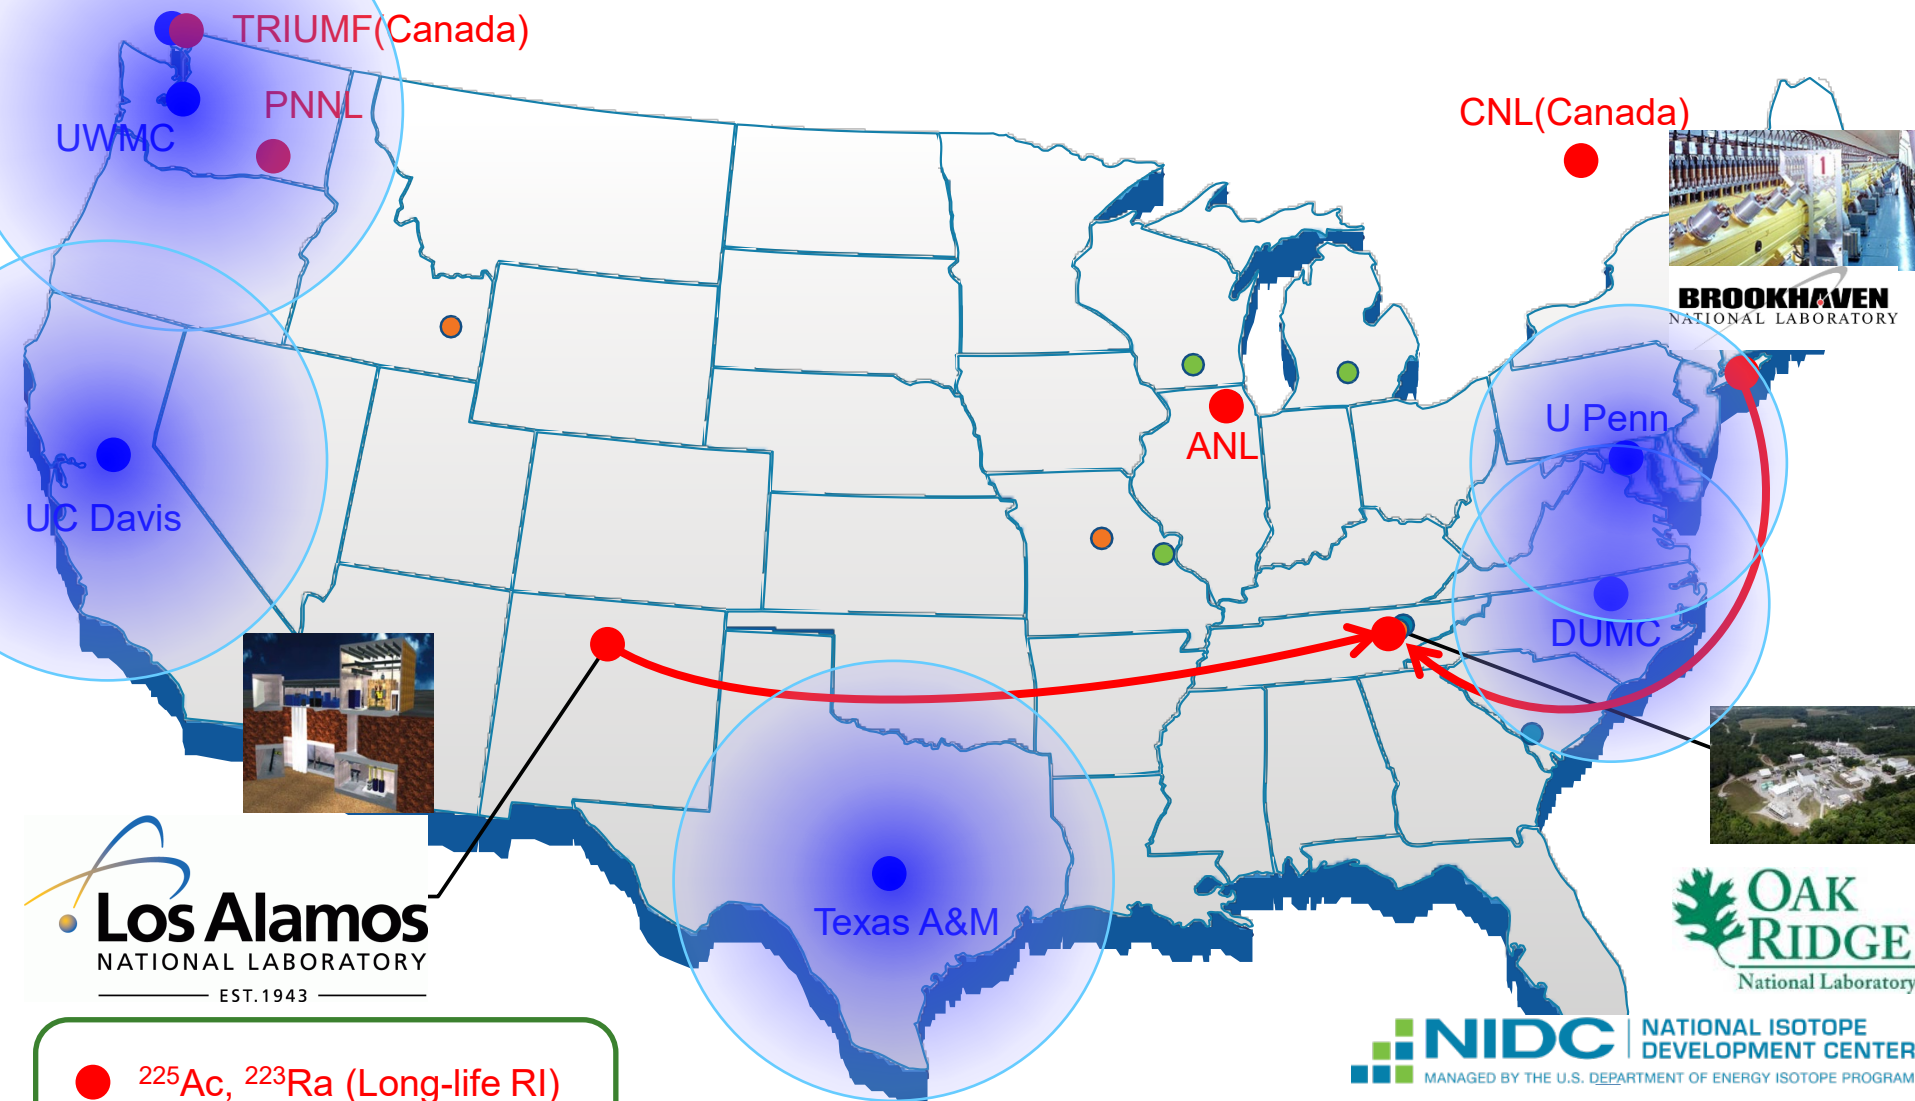 TRIUMF(Canada)
PNNL
UWMC
CNL(Canada)
1
BROOKHAVEN
NATIONAL LABORATORY
U Penn
ANL
UC Davis
DUMC
Texas A&M
Los Alamos
NATIONAL LABORATORY
EST.1943
OAK
RIDGE
National Laboratory
NIDC
NATIONAL ISOTOPE
DEVELOPMENT CENTER
MANAGED BY THE U.S. DEPARTMENT OF ENERGY ISOTOPE PROGRAM
²²⁵Ac, ²²³Ra (Long-life RI)